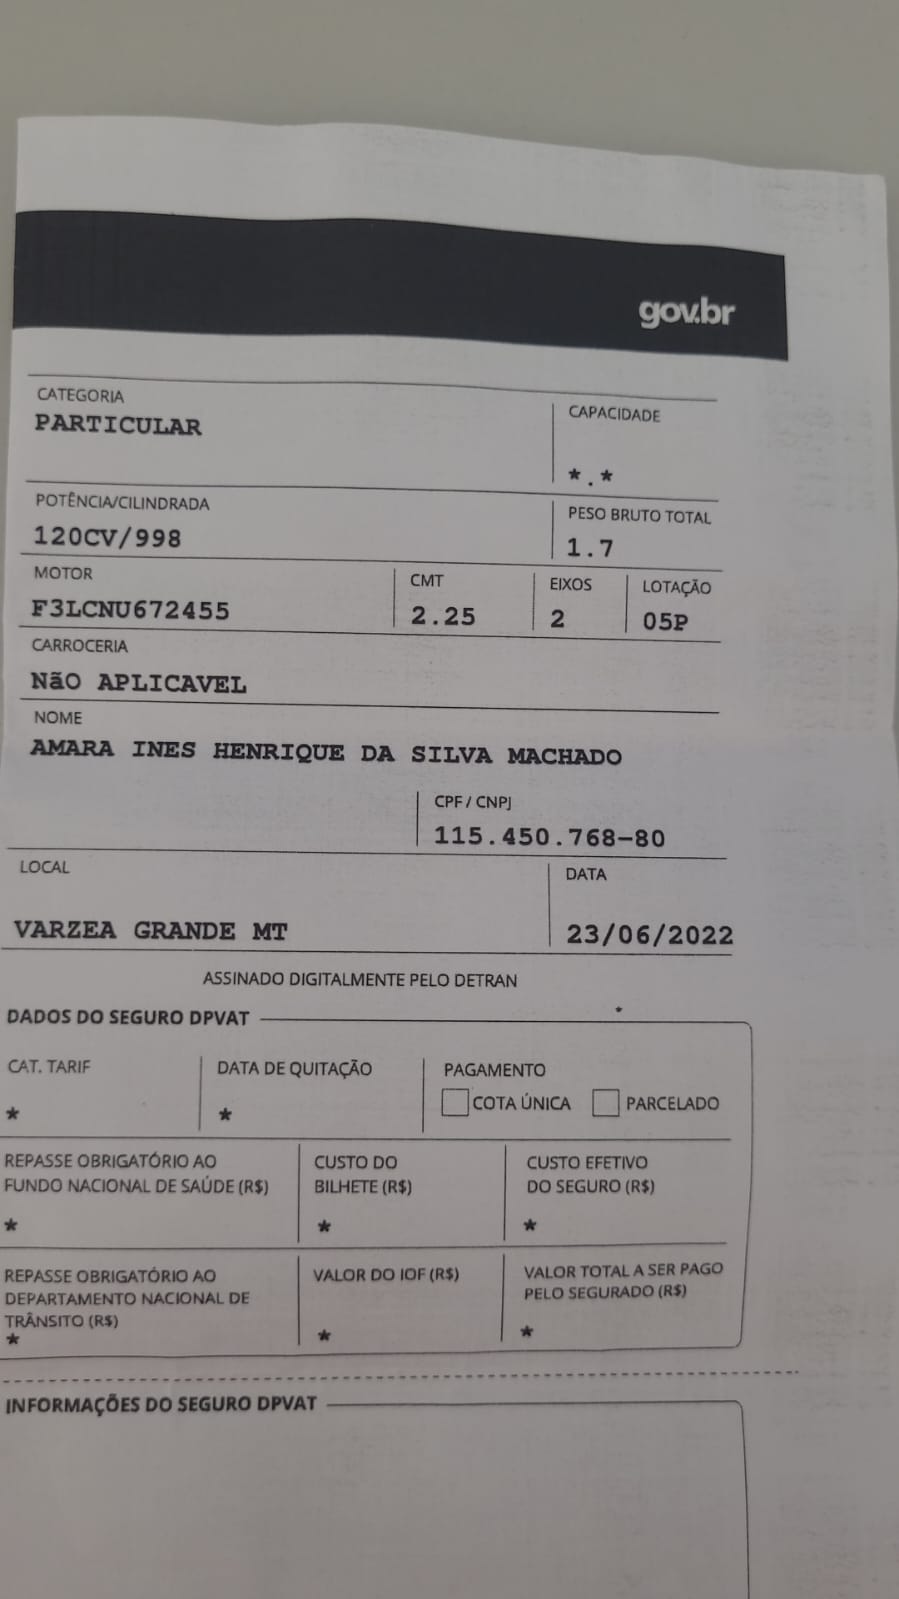 gov.br
CATEGORIA
PARTICULAR
CAPACIDADE
*.*
POTÊNCIA/CILINDRADA
120CV/998
PESO BRUTO TOTAL
1.7
MOTOR
F3LCNU672455
CMT
2.25
EIXOS
2
LOTAÇÃO
05P
CARROCERIA
NãO APLICAVEL
NOME
AMARA INES HENRIQUE DA SILVA MACHADO
CPF / CNPJ
115.450.768-80
LOCAL
VARZEA GRANDE MT
DATA
23/06/2022
ASSINADO DIGITALMENTE PELO DETRAN
DADOS DO SEGURO DPVAT
*
CAT. TARIF
*
DATA DE QUITAÇÃO
*
PAGAMENTO
COTA ÚNICA
PARCELADO
REPASSE OBRIGATÓRIO AO
FUNDO NACIONAL DE SAÚDE (R$)
*
CUSTO DO
BILHETE (R$)
*
CUSTO EFETIVO
DO SEGURO (R$)
*
REPASSE OBRIGATÓRIO AO
DEPARTAMENTO NACIONAL DE
TRÂNSITO (R$)
*
VALOR DO IOF (R$)
*
VALOR TOTAL A SER PAGO
PELO SEGURADO (R$)
*
INFORMAÇÕES DO SEGURO DPVAT